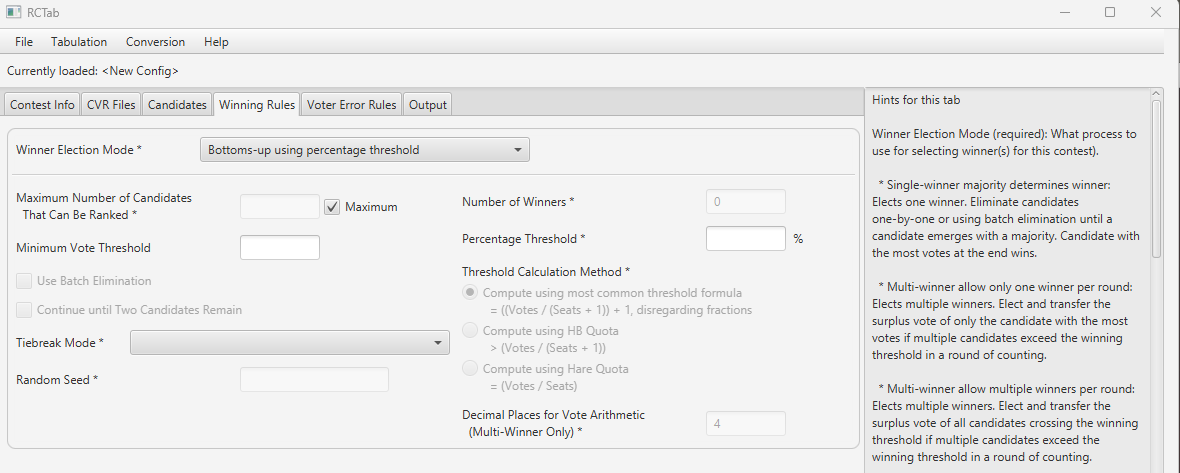 RCTab
File Tabulation Conversion Help
Currently loaded: <New Config>
Contest Info CVR Files Candidates Winning Rules Voter Error Rules Output
Winner Election Mode * Bottoms-up using percentage threshold
Maximum Number of Candidates
That Can Be Ranked * Maximum
Minimum Vote Threshold
Use Batch Elimination
Continue until Two Candidates Remain
Tiebreak Mode *
Random Seed *
Number of Winners * 0
Percentage Threshold * %
Threshold Calculation Method *
Compute using most common threshold formula
= ((Votes / (Seats + 1)) + 1, disregarding fractions
Compute using HB Quota
> (Votes / (Seats + 1))
Compute using Hare Quota
= (Votes / Seats)
Decimal Places for Vote Arithmetic
(Multi-Winner Only) * 4
Hints for this tab
Winner Election Mode (required): What process to
use for selecting winner(s) for this contest).
* Single-winner majority determines winner:
Elects one winner. Eliminate candidates
one-by-one or using batch elimination until a
candidate emerges with a majority. Candidate with
the most votes at the end wins.
* Multi-winner allow only one winner per round:
Elects multiple winners. Elect and transfer the
surplus vote of only the candidate with the most
votes if multiple candidates exceed the winning
threshold in a round of counting.
* Multi-winner allow multiple winners per round:
Elects multiple winners. Elect and transfer the
surplus vote of all candidates crossing the winning
threshold if multiple candidates exceed the
winning threshold in a round of counting.